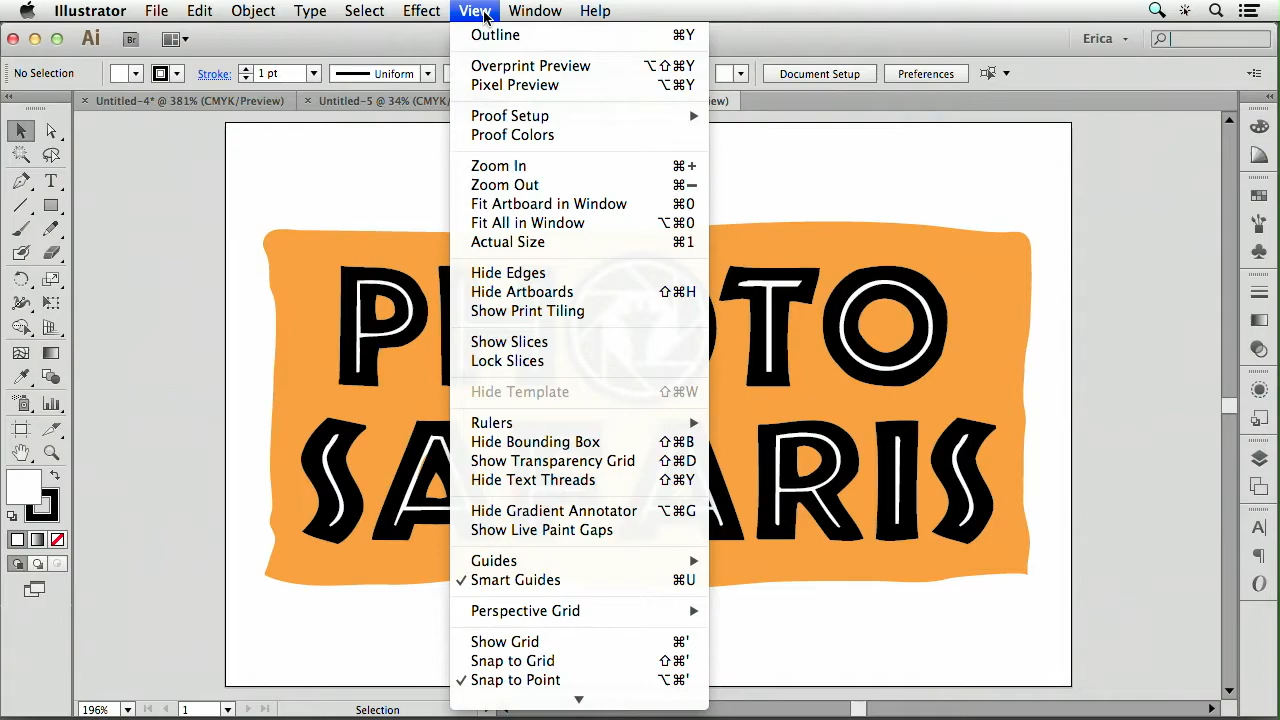 Illustrator File Edit Object Type Select Effect View Window Help
Ai Br Erica
No Selection Stroke: 1 pt Uniform Document Setup Preferences
Untitled-4* @ 381% (CMYK/Preview) Untitled-5 @ 34% (CMYK/
Outline ⌘Y
Overprint Preview ⌥⇧⌘Y
Pixel Preview ⌥⌘Y
Proof Setup
Proof Colors
Zoom In ⌘+
Zoom Out ⌘−
Fit Artboard in Window ⌘0
Fit All in Window ⌥⌘0
Actual Size ⌘1
Hide Edges
Hide Artboards ⇧⌘H
Show Print Tiling
Show Slices
Lock Slices
Hide Template ⇧⌘W
Rulers
Hide Bounding Box ⇧⌘B
Show Transparency Grid ⇧⌘D
Hide Text Threads ⇧⌘Y
Hide Gradient Annotator ⌥⌘G
Show Live Paint Gaps
Guides
✓ Smart Guides ⌘U
Perspective Grid
Show Grid ⌘'
Snap to Grid ⇧⌘'
✓ Snap to Point ⌥⌘'
PHOTO
SAFARIS
196% 1 Selection